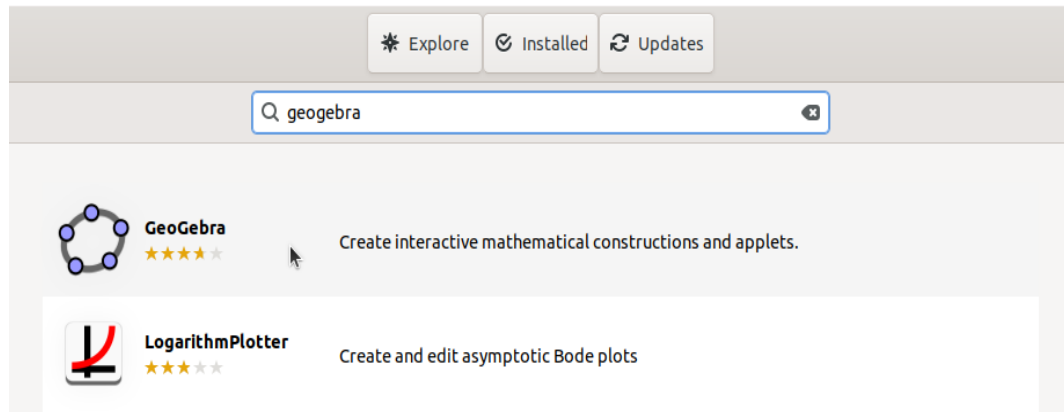 Explore Installed Updates
geogebra
GeoGebra
Create interactive mathematical constructions and applets.
LogarithmPlotter
Create and edit asymptotic Bode plots